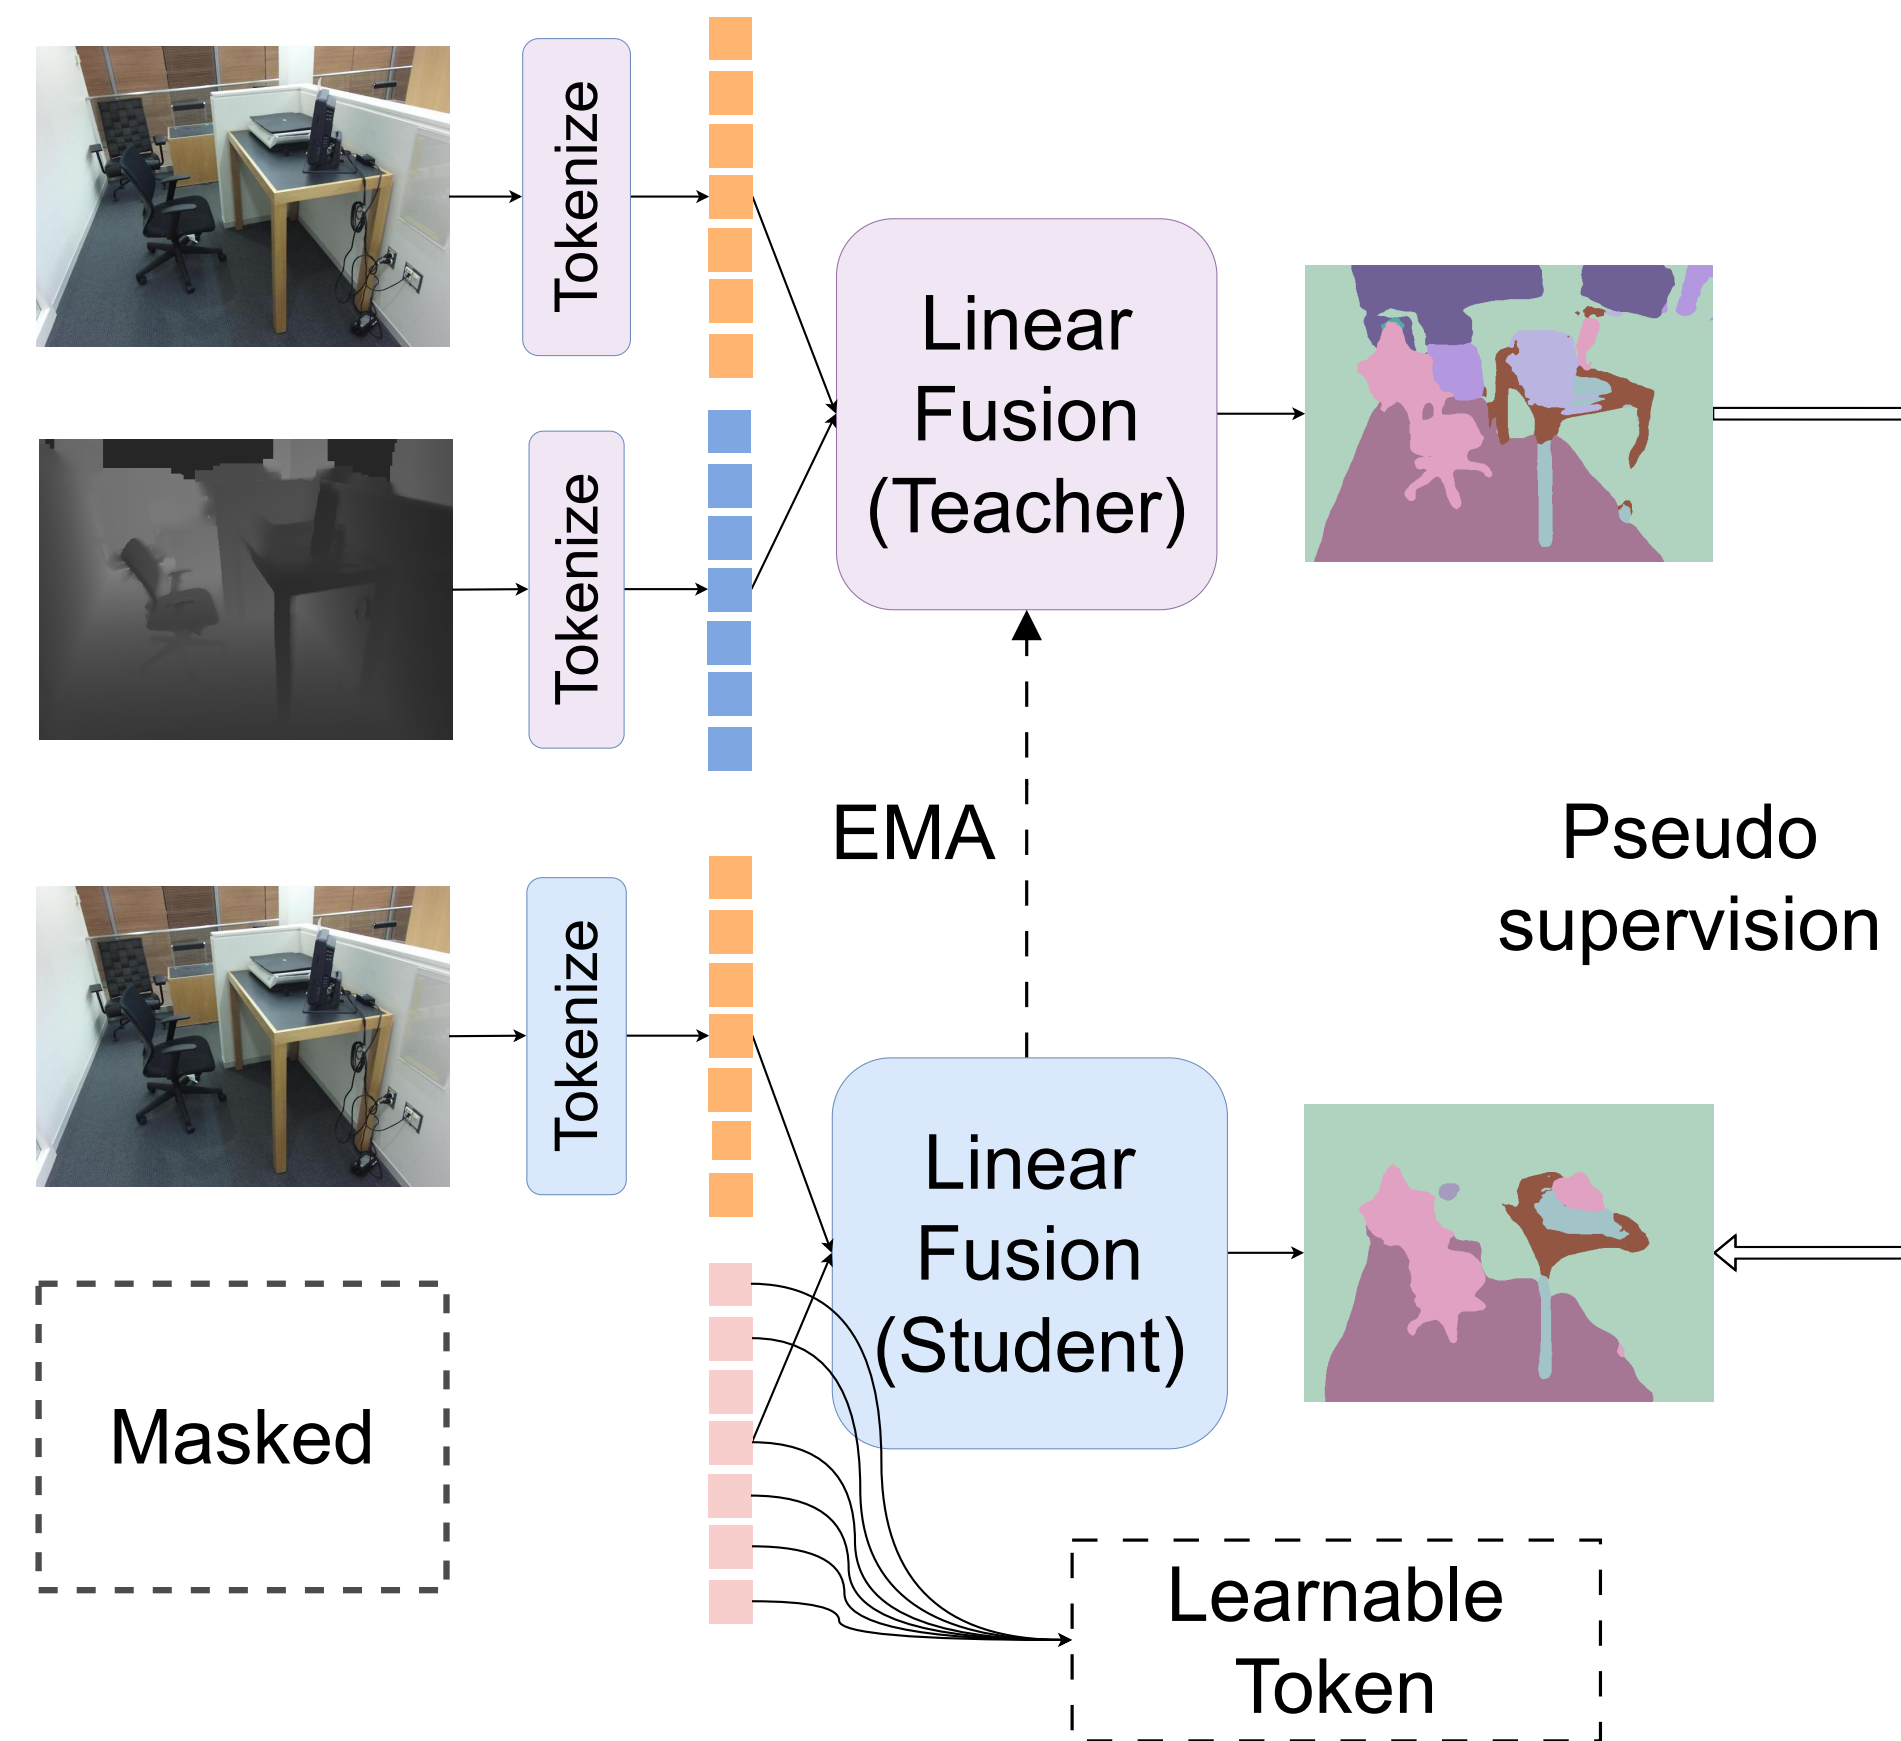 Tokenize
Linear
Fusion
(Teacher)
Tokenize
EMA
Pseudo
supervision
Tokenize
Linear
Fusion
(Student)
Masked
Learnable
Token